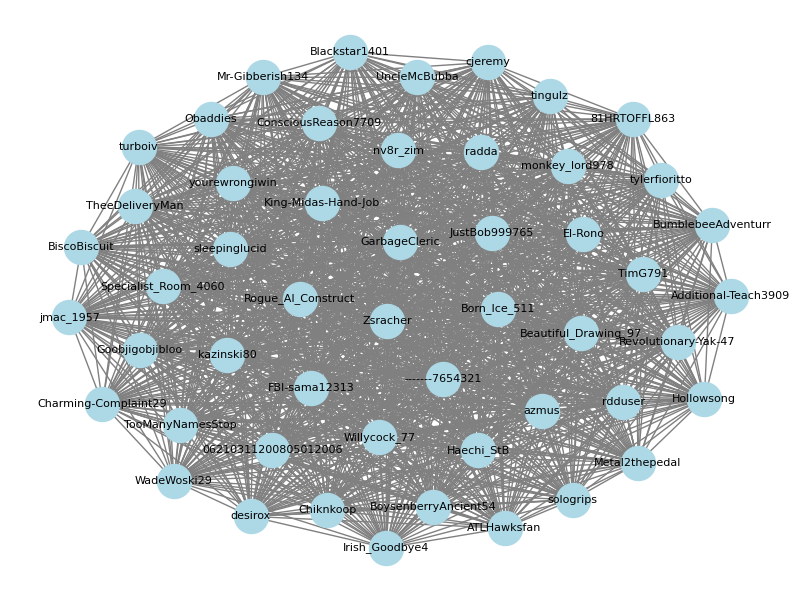 Blackstar1401
cjeremy
Mr-Gibberish134
UncleMcBubba
tingulz
Obaddies
ConsciousReason7709
81HRTOFFL863
turboiv
nv8r_zim
radda
monkey_lord978
yourewrongiwin
tylerfioritto
TheeDeliveryMan
King-Midas-Hand-Job
BumblebeeAdventurr
BiscoBiscuit
sleepinglucid
GarbageCleric
JustBob999765
El-Rono
TimG791
Specialist_Room_4060
Rogue_AI_Construct
Additional-Teach3909
jmac_1957
Zsracher
Born_Ice_511
Beautiful_Drawing_97
Revolutionary-Yak-47
Goobjigobjibloo
kazinski80
FBI-sama12313
-------7654321
Charming-Complaint29
TooManyNamesStop
azmus
rdduser
Hollowsong
06210311200805012006
Willycock_77
Haechi_StB
Metal2thepedal
WadeWoski29
desirox
Chiknkoop
BoysenberryAncient54
sologrips
ATLHawksfan
Irish_Goodbye4